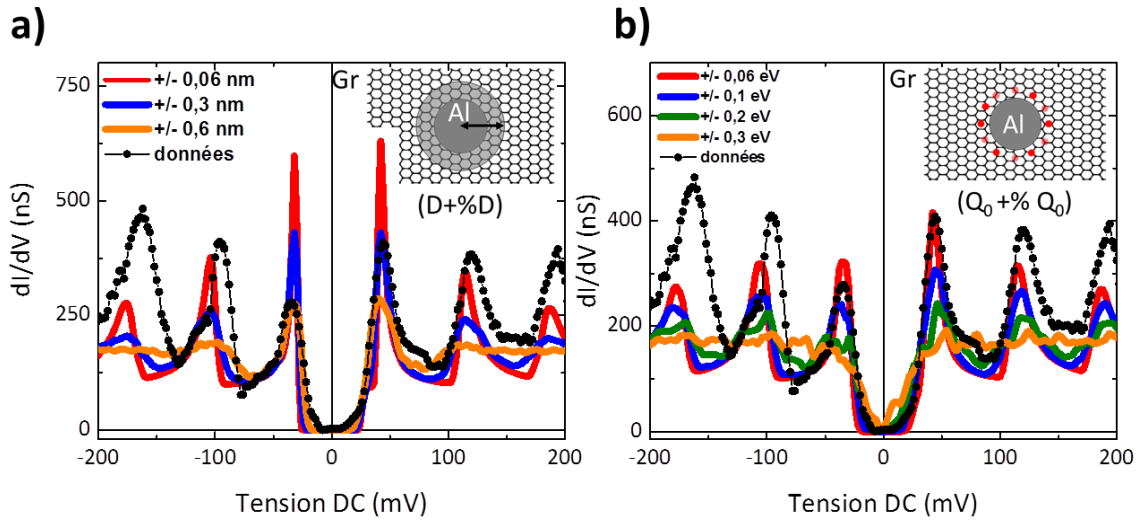 a)
750
500
250
0
dI/dV (nS)
+/- 0,06 nm
+/- 0,3 nm
+/- 0,6 nm
données
Gr
Al
(D+%D)
-200 -100 0 100 200
Tension DC (mV)
b)
600
400
200
0
dI/dV (nS)
+/- 0,06 eV
+/- 0,1 eV
+/- 0,2 eV
+/- 0,3 eV
données
Gr
Al
(Q₀ +% Q₀)
-200 -100 0 100 200
Tension DC (mV)